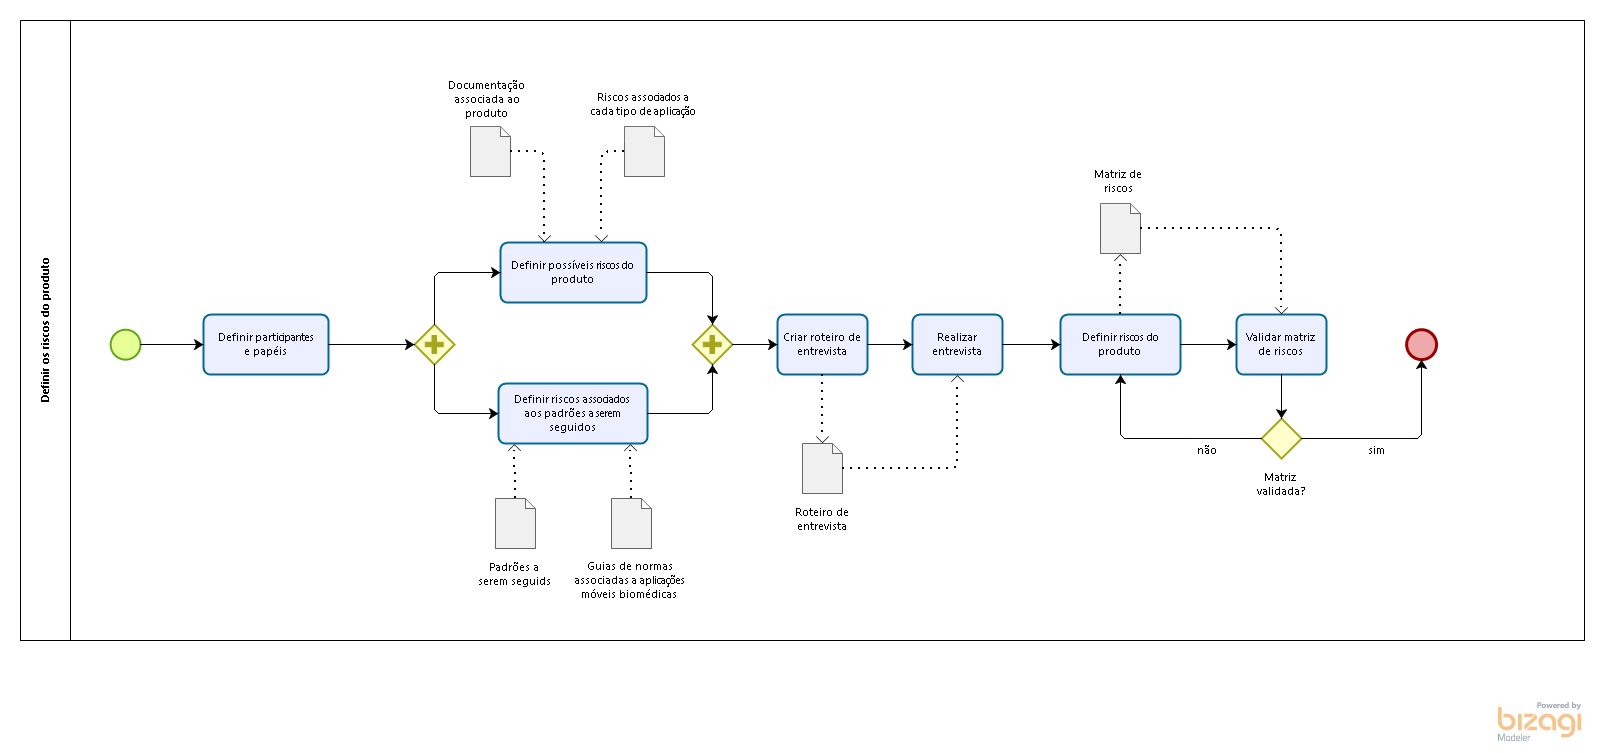 Definir os riscos do produto
Documentação
associada ao
produto
Riscos associados a
cada tipo de aplicação
Matriz de
riscos
Definir possíveis riscos do
produto
Definir participantes
e papéis
Criar roteiro de
entrevista
Realizar
entrevista
Definir riscos do
produto
Validar matriz
de riscos
Definir riscos associados
aos padrões a serem
seguidos
não
sim
Matriz
validada?
Roteiro de
entrevista
Padrões a
serem seguids
Guias de normas
associadas a aplicações
móveis biomédicas
Powered by
bizagi
Modeler